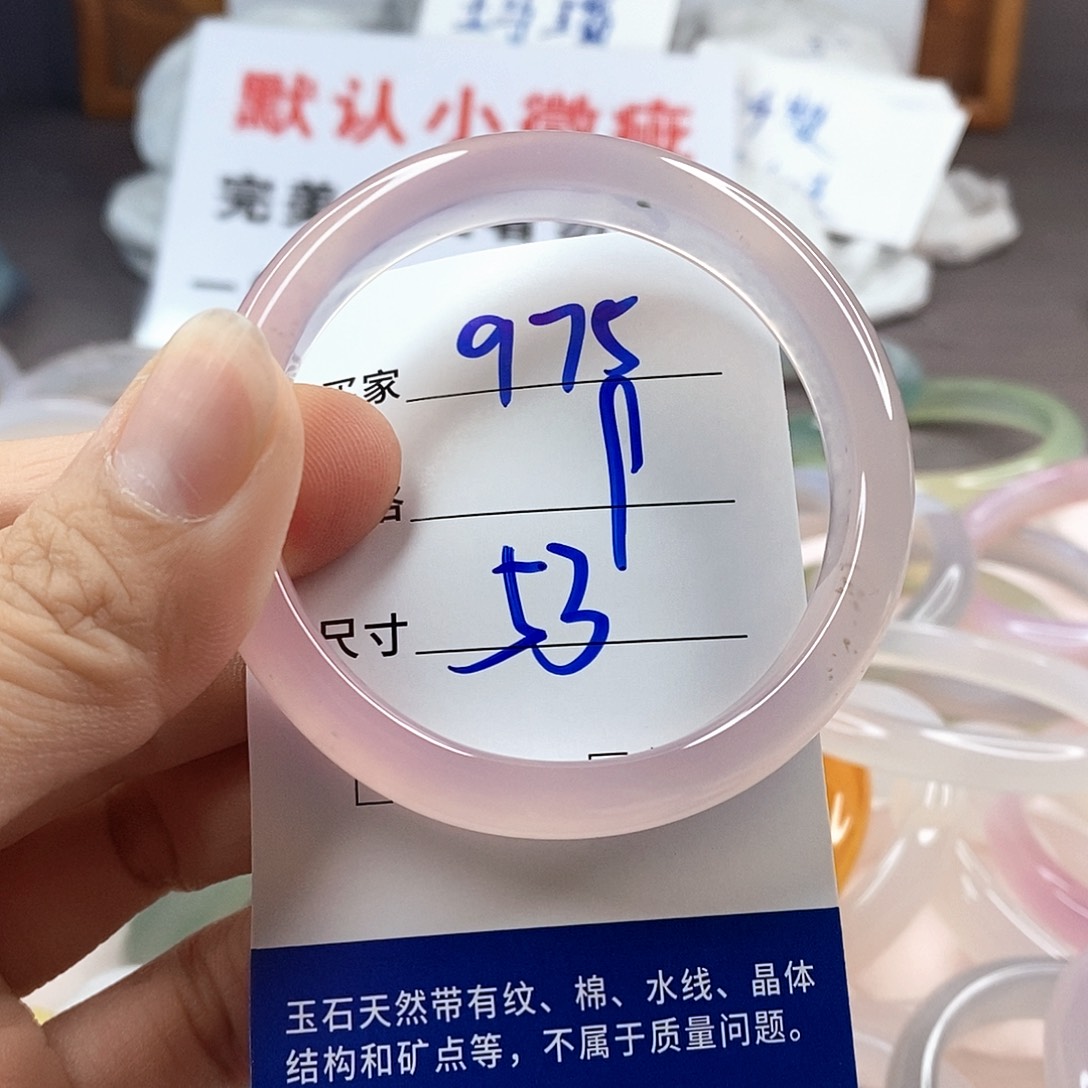 默认小微疵
完美
买家 975
尺寸 53
玉石天然带有纹、棉、水线、晶体
结构和矿点等，不属于质量问题。